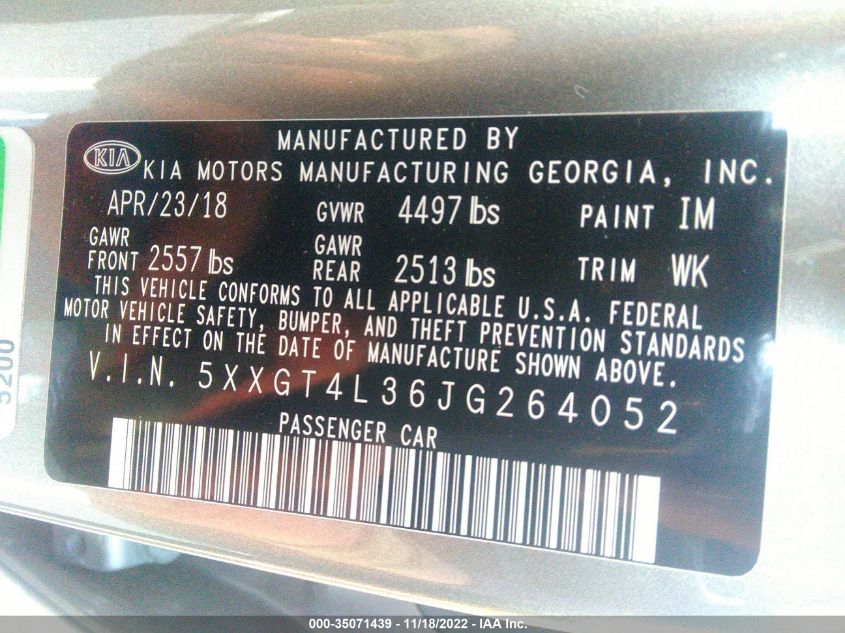 MANUFACTURED BY
KIA KIA MOTORS MANUFACTURING GEORGIA, INC.
APR/23/18 GVWR 4497 lbs PAINT IM
GAWR FRONT 2557 lbs GAWR REAR 2513 lbs TRIM WK
THIS VEHICLE CONFORMS TO ALL APPLICABLE U.S.A. FEDERAL
MOTOR VEHICLE SAFETY, BUMPER, AND THEFT PREVENTION STANDARDS
IN EFFECT ON THE DATE OF MANUFACTURE SHOWN ABOVE.
V.I.N. 5XXGT4L36JG264052
PASSENGER CAR
5200
000-35071439 - 11/18/2022 - IAA Inc.